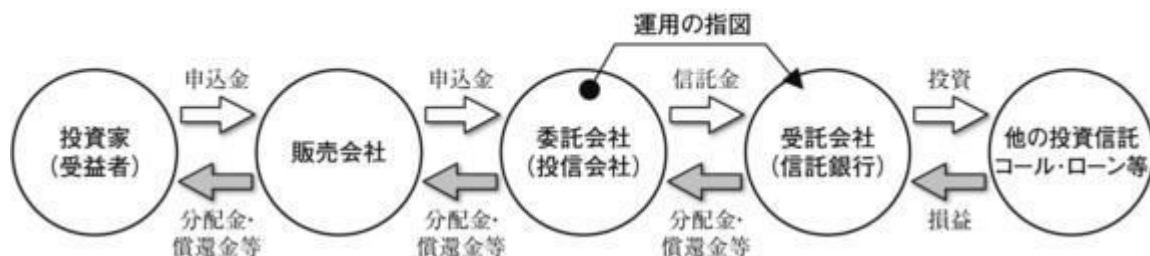 運用の指図
申込金
申込金
信託金
投資
投資家
(受益者)
販売会社
委託会社
(投信会社)
受託会社
(信託銀行)
他の投資信託
コール・ローン等
分配金・
償還金等
分配金・
償還金等
分配金・
償還金等
損益